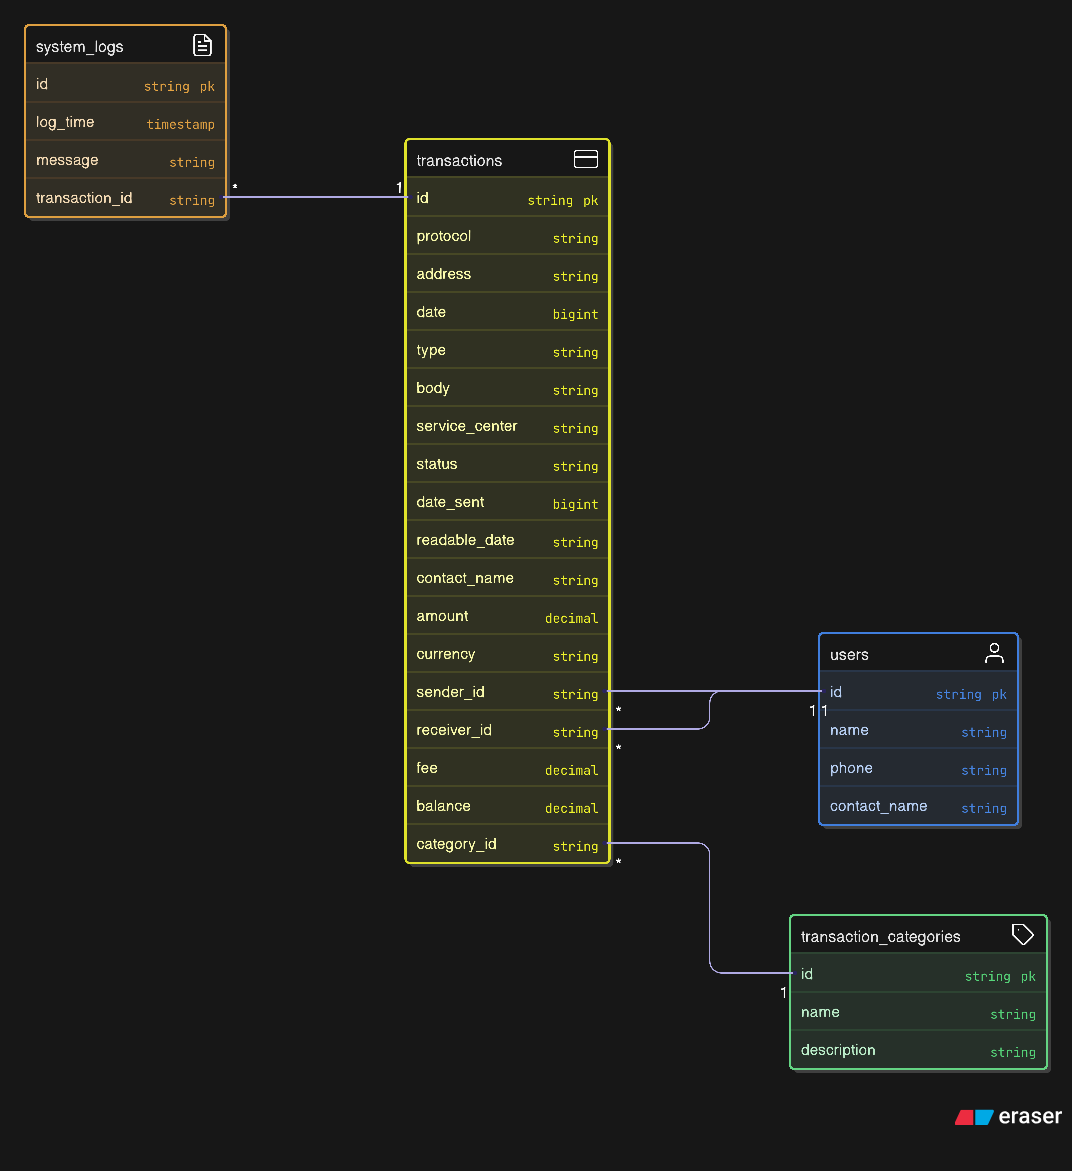 system_logs
id string pk
log_time timestamp
message string
transaction_id string
* 1
transactions
id string pk
protocol string
address string
date bigint
type string
body string
service_center string
status string
date_sent bigint
readable_date string
contact_name string
amount decimal
currency string
sender_id string
*
receiver_id string
*
fee decimal
balance decimal
category_id string
*
users
id string pk
1 1
name string
phone string
contact_name string
transaction_categories
id string pk
1
name string
description string
eraser